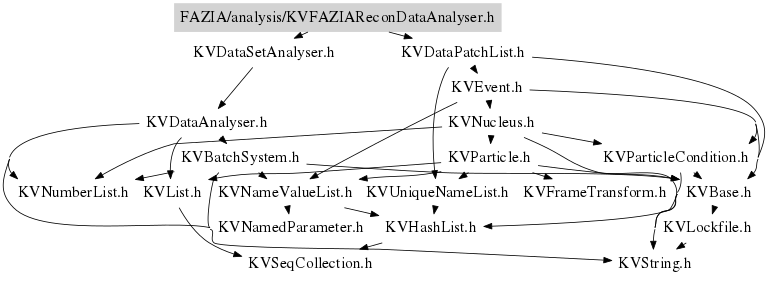 FAZIA/analysis/KVFAZIAReconDataAnalyser.h
KVDataSetAnalyser.h
KVDataPatchList.h
KVEvent.h
KVDataAnalyser.h
KVNucleus.h
KVBatchSystem.h
KVParticle.h
KVParticleCondition.h
KVNumberList.h
KVList.h
KVNameValueList.h
KVUniqueNameList.h
KVFrameTransform.h
KVBase.h
KVNamedParameter.h
KVHashList.h
KVLockfile.h
KVSeqCollection.h
KVString.h